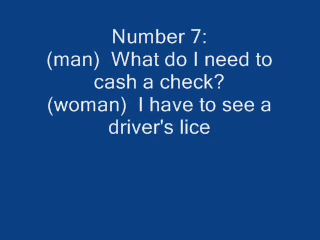 Number 7:
(man)  What do I need to
cash a check?
(woman)  I have to see a
driver's lice